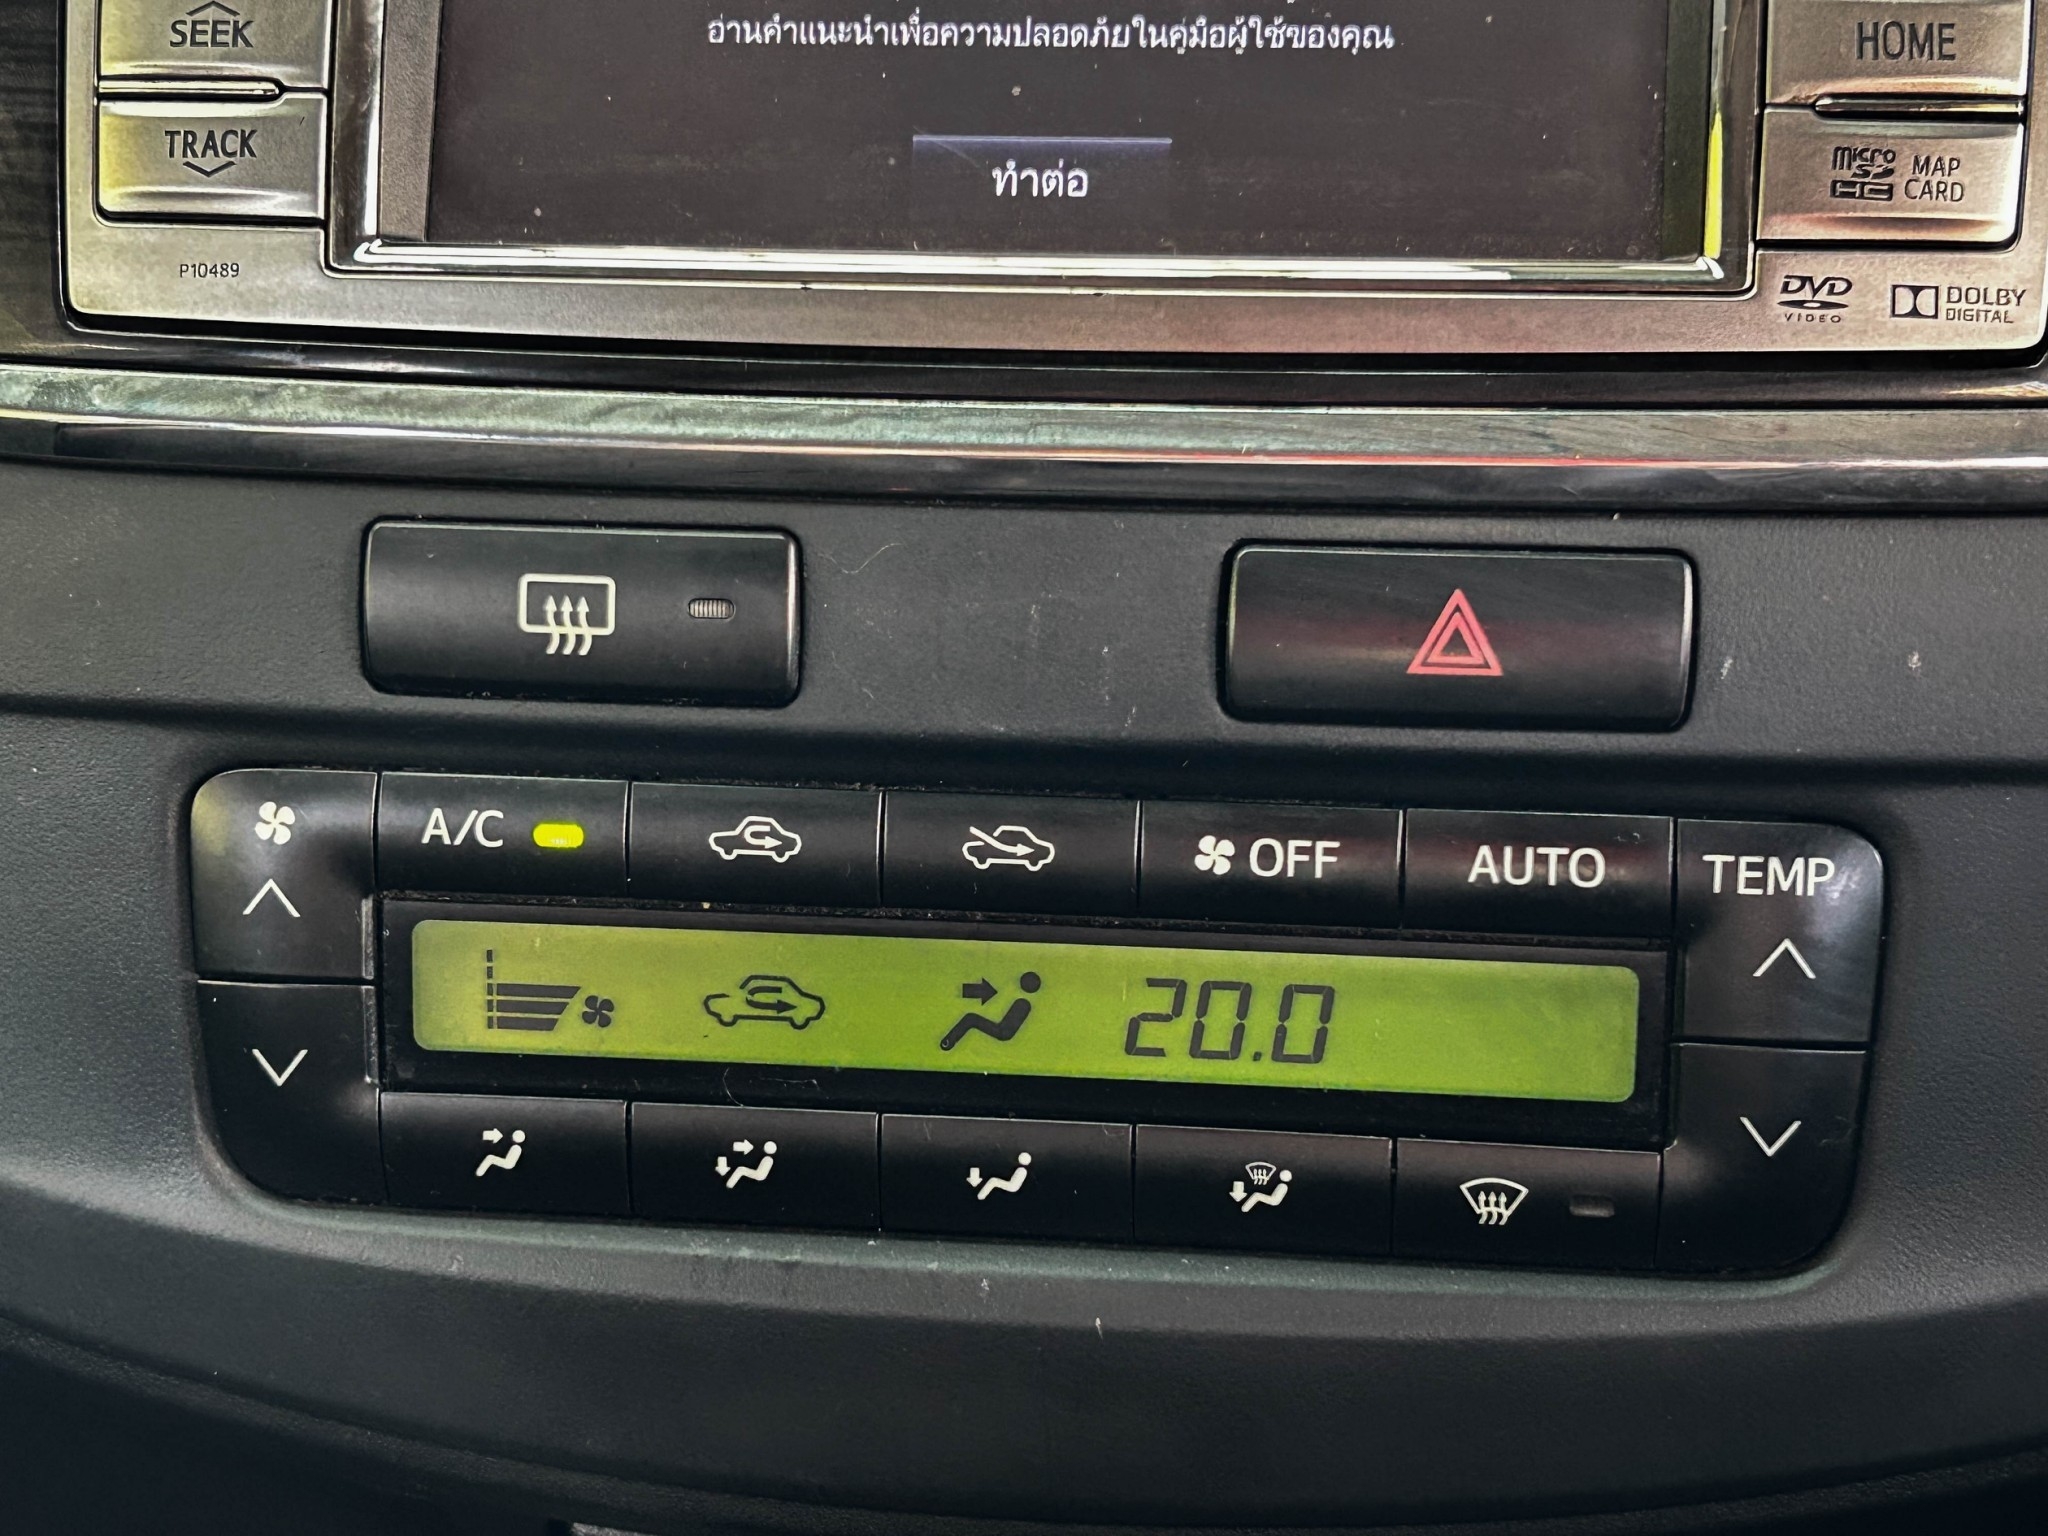 SEEK
อ่านคำแนะนำเพื่อความปลอดภัยในคู่มือผู้ใช้ของคุณ
HOME
TRACK
ทำต่อ
micro SD HC MAP CARD
P10489
DVD VIDEO
DOLBY DIGITAL
A/C
OFF
AUTO
TEMP
20.0